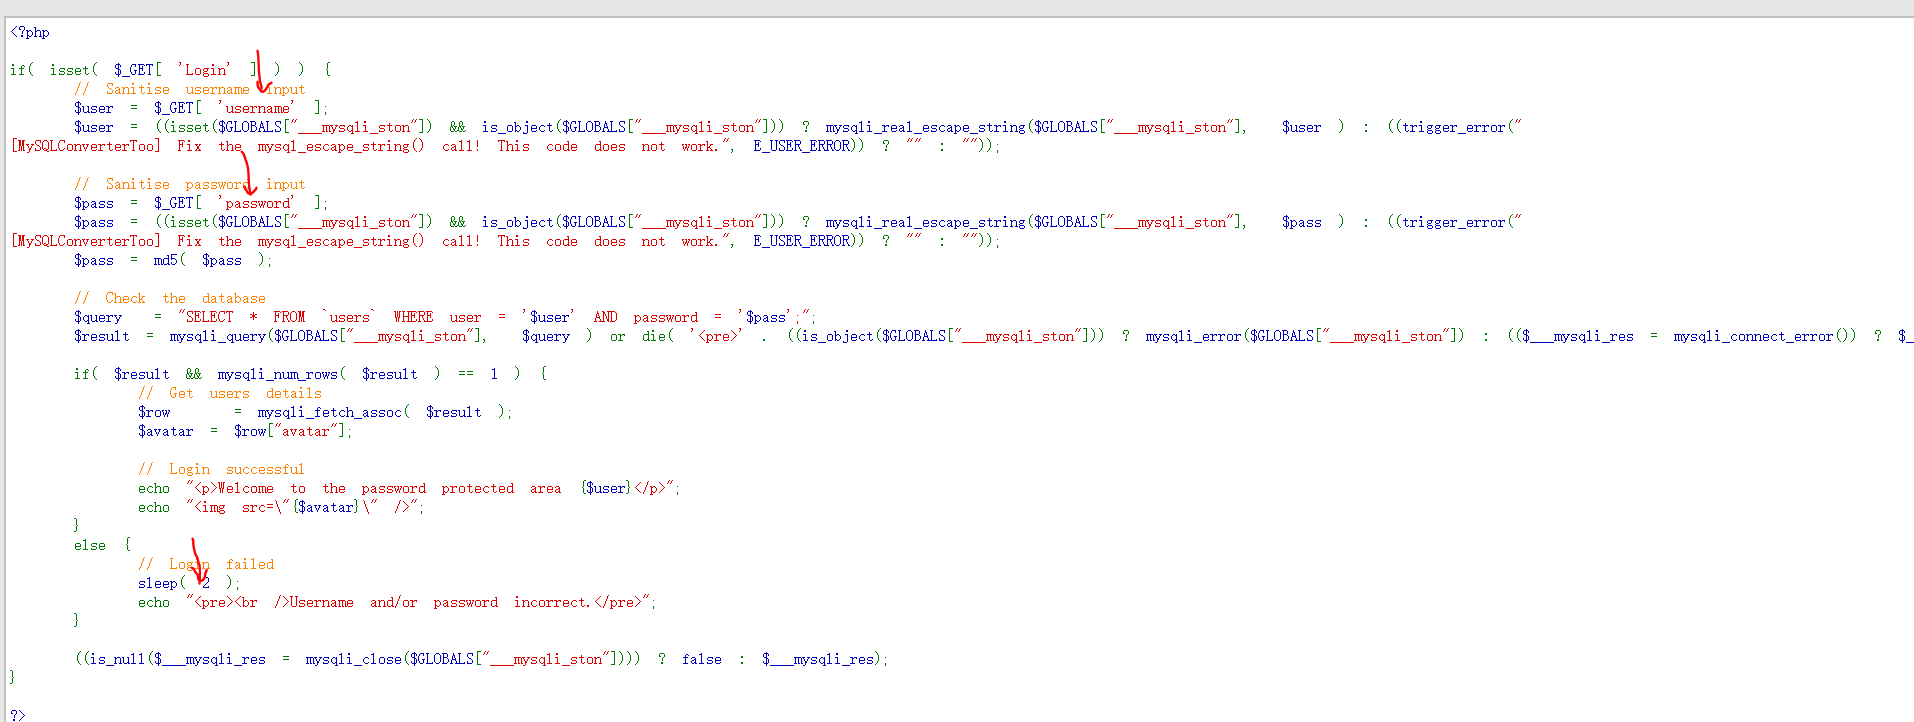 <?php
if( isset( $_GET[ 'Login' ] ) ) {
// Sanitise username input
$user = $_GET[ 'username' ];
$user = ((isset($GLOBALS["___mysqli_ston"]) && is_object($GLOBALS["___mysqli_ston"])) ? mysqli_real_escape_string($GLOBALS["___mysqli_ston"], $user ) : ((trigger_error("
[MySQLConverterToo] Fix the mysql_escape_string() call! This code does not work.", E_USER_ERROR)) ? "" : ""));
// Sanitise password input
$pass = $_GET[ 'password' ];
$pass = ((isset($GLOBALS["___mysqli_ston"]) && is_object($GLOBALS["___mysqli_ston"])) ? mysqli_real_escape_string($GLOBALS["___mysqli_ston"], $pass ) : ((trigger_error("
[MySQLConverterToo] Fix the mysql_escape_string() call! This code does not work.", E_USER_ERROR)) ? "" : ""));
$pass = md5( $pass );
// Check the database
$query = "SELECT * FROM `users` WHERE user = '$user' AND password = '$pass';";
$result = mysqli_query($GLOBALS["___mysqli_ston"], $query ) or die( '<pre>' . ((is_object($GLOBALS["___mysqli_ston"])) ? mysqli_error($GLOBALS["___mysqli_ston"]) : (($___mysqli_res = mysqli_connect_error()) ? $_
if( $result && mysqli_num_rows( $result ) == 1 ) {
// Get users details
$row = mysqli_fetch_assoc( $result );
$avatar = $row["avatar"];
// Login successful
echo "<p>Welcome to the password protected area {$user}</p>";
echo "<img src=\"{$avatar}\" />";
}
else {
// Login failed
sleep( 2 );
echo "<pre><br />Username and/or password incorrect.</pre>";
}
((is_null($___mysqli_res = mysqli_close($GLOBALS["___mysqli_ston"]))) ? false : $___mysqli_res);
}
?>